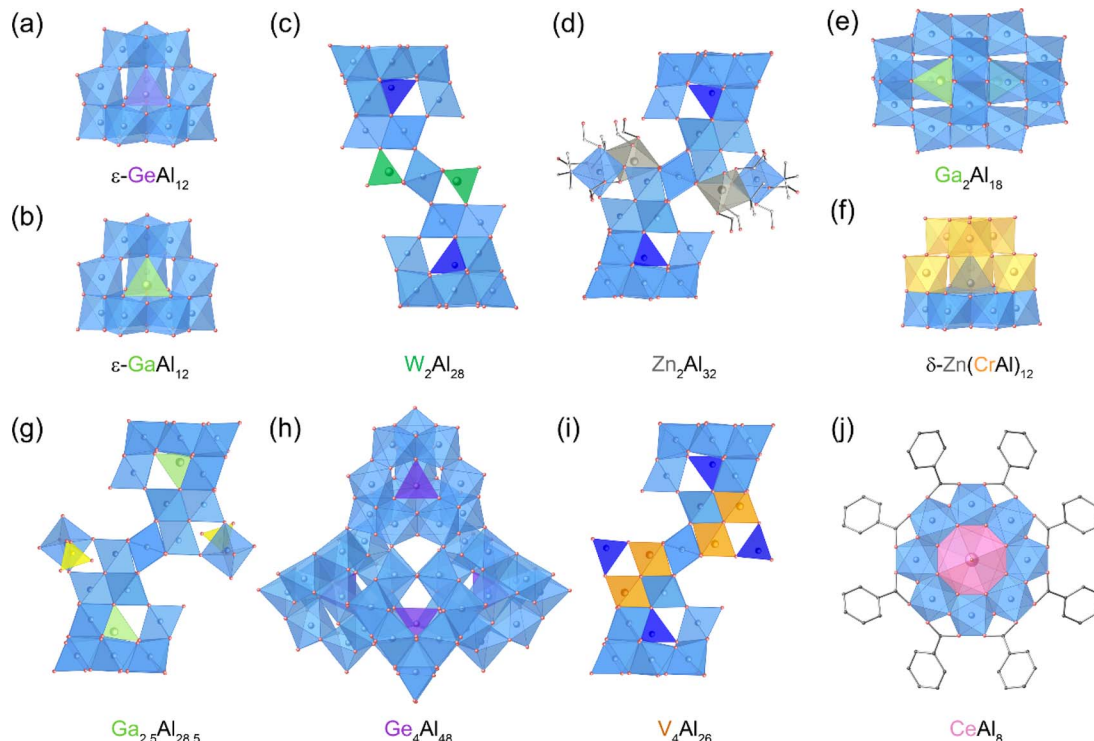 (a)
ε-GeAl₁₂
(b)
ε-GaAl₁₂
(c)
W₂Al₂₈
(d)
Zn₂Al₃₂
(e)
Ga₂Al₁₈
(f)
δ-Zn(CrAl)₁₂
(g)
Ga₂.₅Al₂₈.₅
(h)
Ge₄Al₄₈
(i)
V₄Al₂₆
(j)
CeAl₈